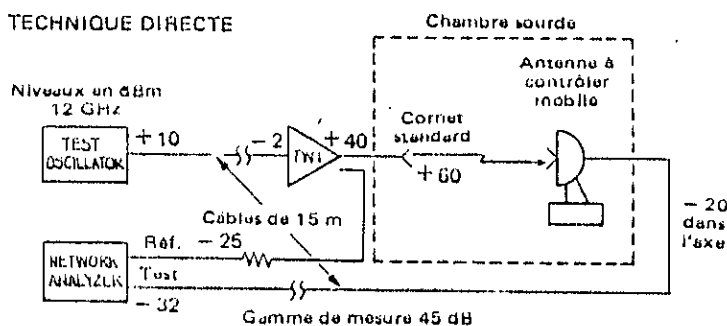 TECHNIQUE DIRECTE
Chambre sourde
Niveaux en dBm
12 GHz
Antenne à
contrôler
mobile
TEST
OSCILLATOR
+ 10
− 2
TWT
+ 40
Cornet
standard
+ 60
Câbles de 15 m
− 20
dans
l'axe
NETWORK
ANALYZER
Réf.
− 25
Test
− 32
Gamme de mesure 45 dB